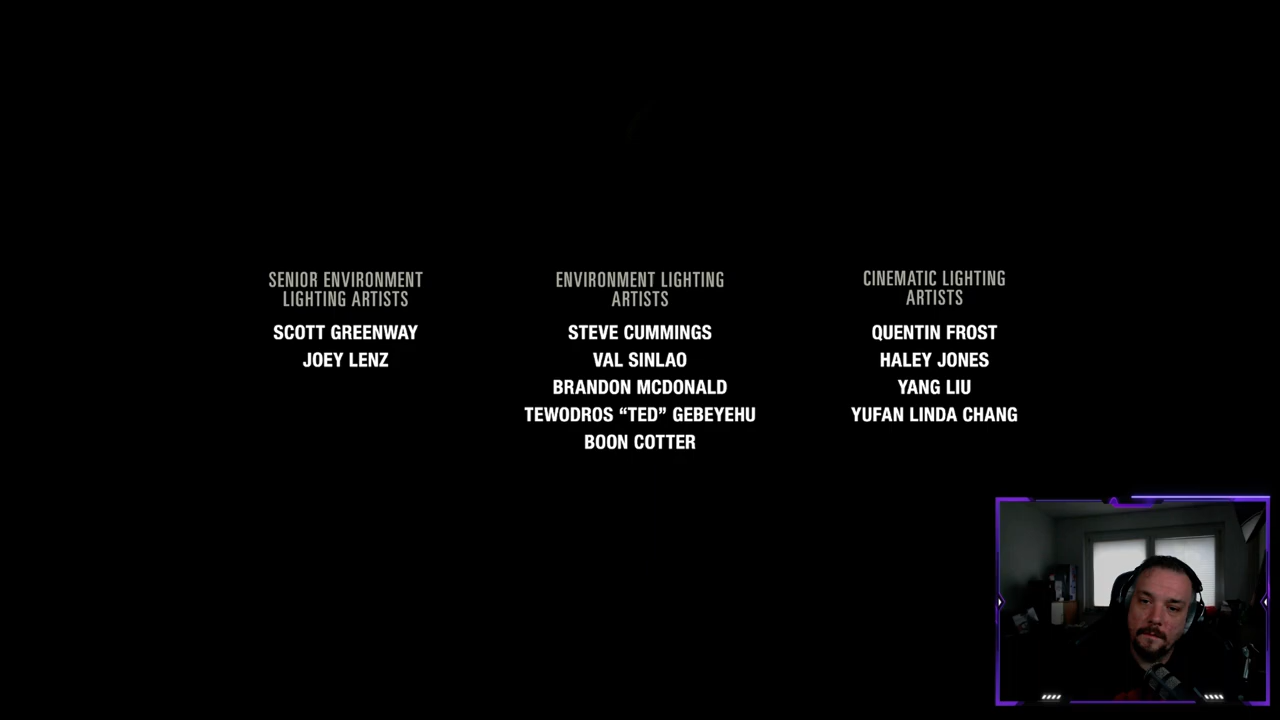 SENIOR ENVIRONMENT
LIGHTING ARTISTS
SCOTT GREENWAY
JOEY LENZ
ENVIRONMENT LIGHTING
ARTISTS
STEVE CUMMINGS
VAL SINLAO
BRANDON MCDONALD
TEWODROS “TED” GEBEYEHU
BOON COTTER
CINEMATIC LIGHTING
ARTISTS
QUENTIN FROST
HALEY JONES
YANG LIU
YUFAN LINDA CHANG